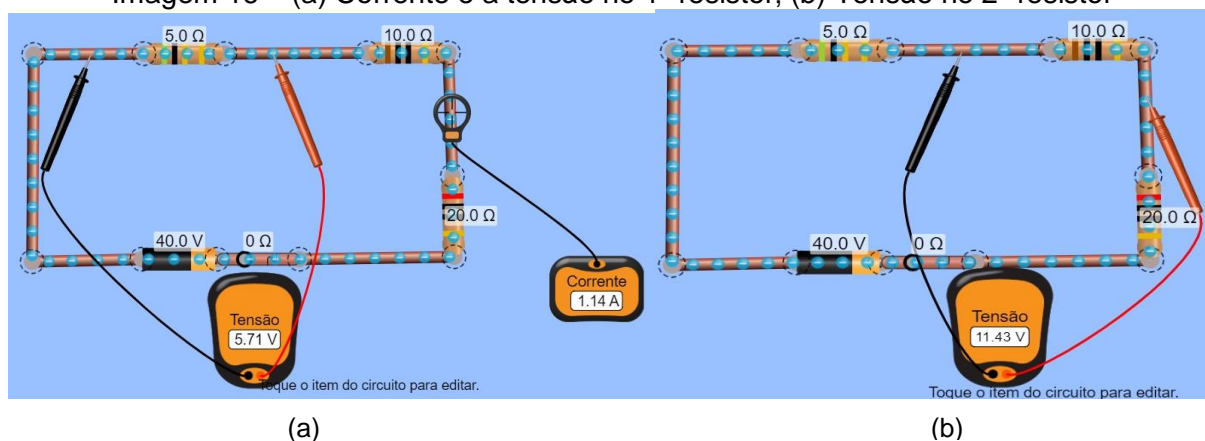 Imagem 10 – (a) Corrente e a tensão no 1º resistor; (b) Tensão no 2º resistor
5.0 Ω
10.0 Ω
20.0 Ω
40.0 V
0 Ω
Corrente
1.14 A
Tensão
5.71 V
Toque o item do circuito para editar.
(a)
5.0 Ω
10.0 Ω
20.0 Ω
40.0 V
0 Ω
Tensão
11.43 V
Toque o item do circuito para editar.
(b)